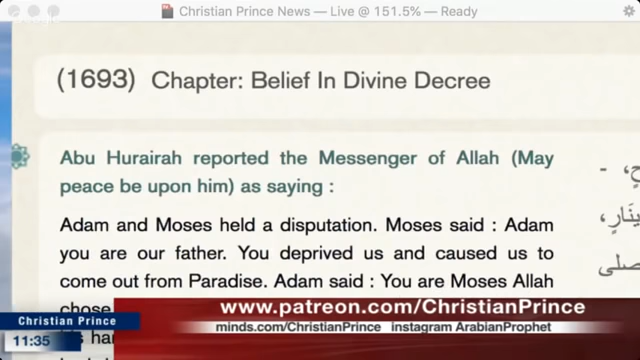 Christian Prince News — Live @ 151.5% — Ready
(1693) Chapter: Belief In Divine Decree
Abu Hurairah reported the Messenger of Allah (May
peace be upon him) as saying :
Adam and Moses held a disputation. Moses said : Adam
you are our father. You deprived us and caused us to
come out from Paradise. Adam said : You are Moses Allah
chose
www.patreon.com/ChristianPrince
Christian Prince
minds.com/ChristianPrince instagram ArabianProphet
11:35